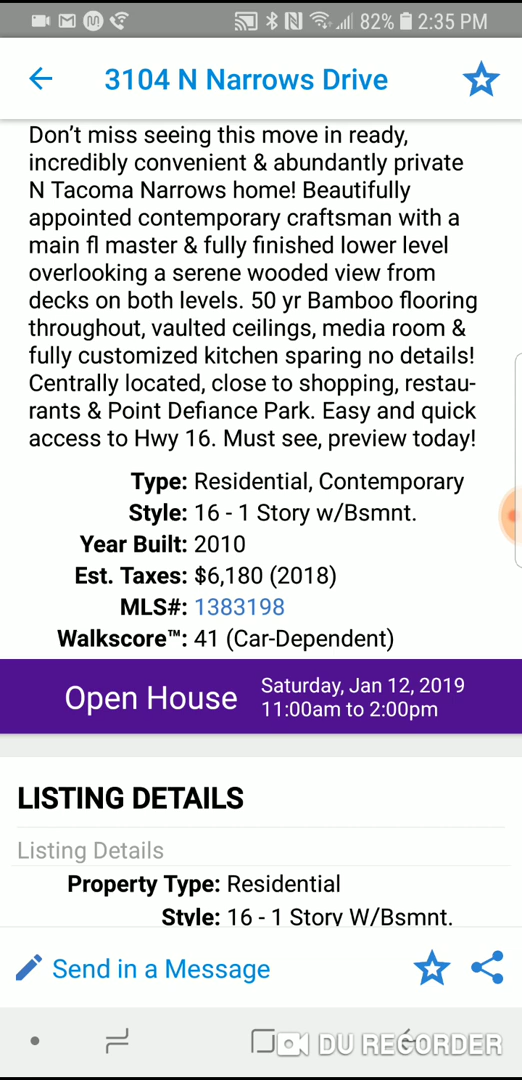 82% 2:35 PM
3104 N Narrows Drive
Don't miss seeing this move in ready,
incredibly convenient & abundantly private
N Tacoma Narrows home! Beautifully
appointed contemporary craftsman with a
main fl master & fully finished lower level
overlooking a serene wooded view from
decks on both levels. 50 yr Bamboo flooring
throughout, vaulted ceilings, media room &
fully customized kitchen sparing no details!
Centrally located, close to shopping, restau-
rants & Point Defiance Park. Easy and quick
access to Hwy 16. Must see, preview today!
Type: Residential, Contemporary
Style: 16 - 1 Story w/Bsmnt.
Year Built: 2010
Est. Taxes: $6,180 (2018)
MLS#: 1383198
Walkscore™: 41 (Car-Dependent)
Open House Saturday, Jan 12, 2019
11:00am to 2:00pm
LISTING DETAILS
Listing Details
Property Type: Residential
Style: 16 - 1 Story W/Bsmnt.
Send in a Message
DU RECORDER